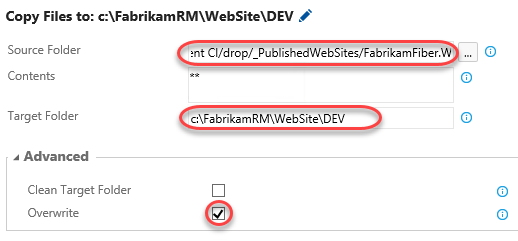 Copy Files to: c:\FabrikamRM\WebSite\DEV
Source Folder ent CI/drop/_PublishedWebSites/FabrikamFiber.W ...
Contents **
Target Folder c:\FabrikamRM\WebSite\DEV
Advanced
Clean Target Folder
Overwrite